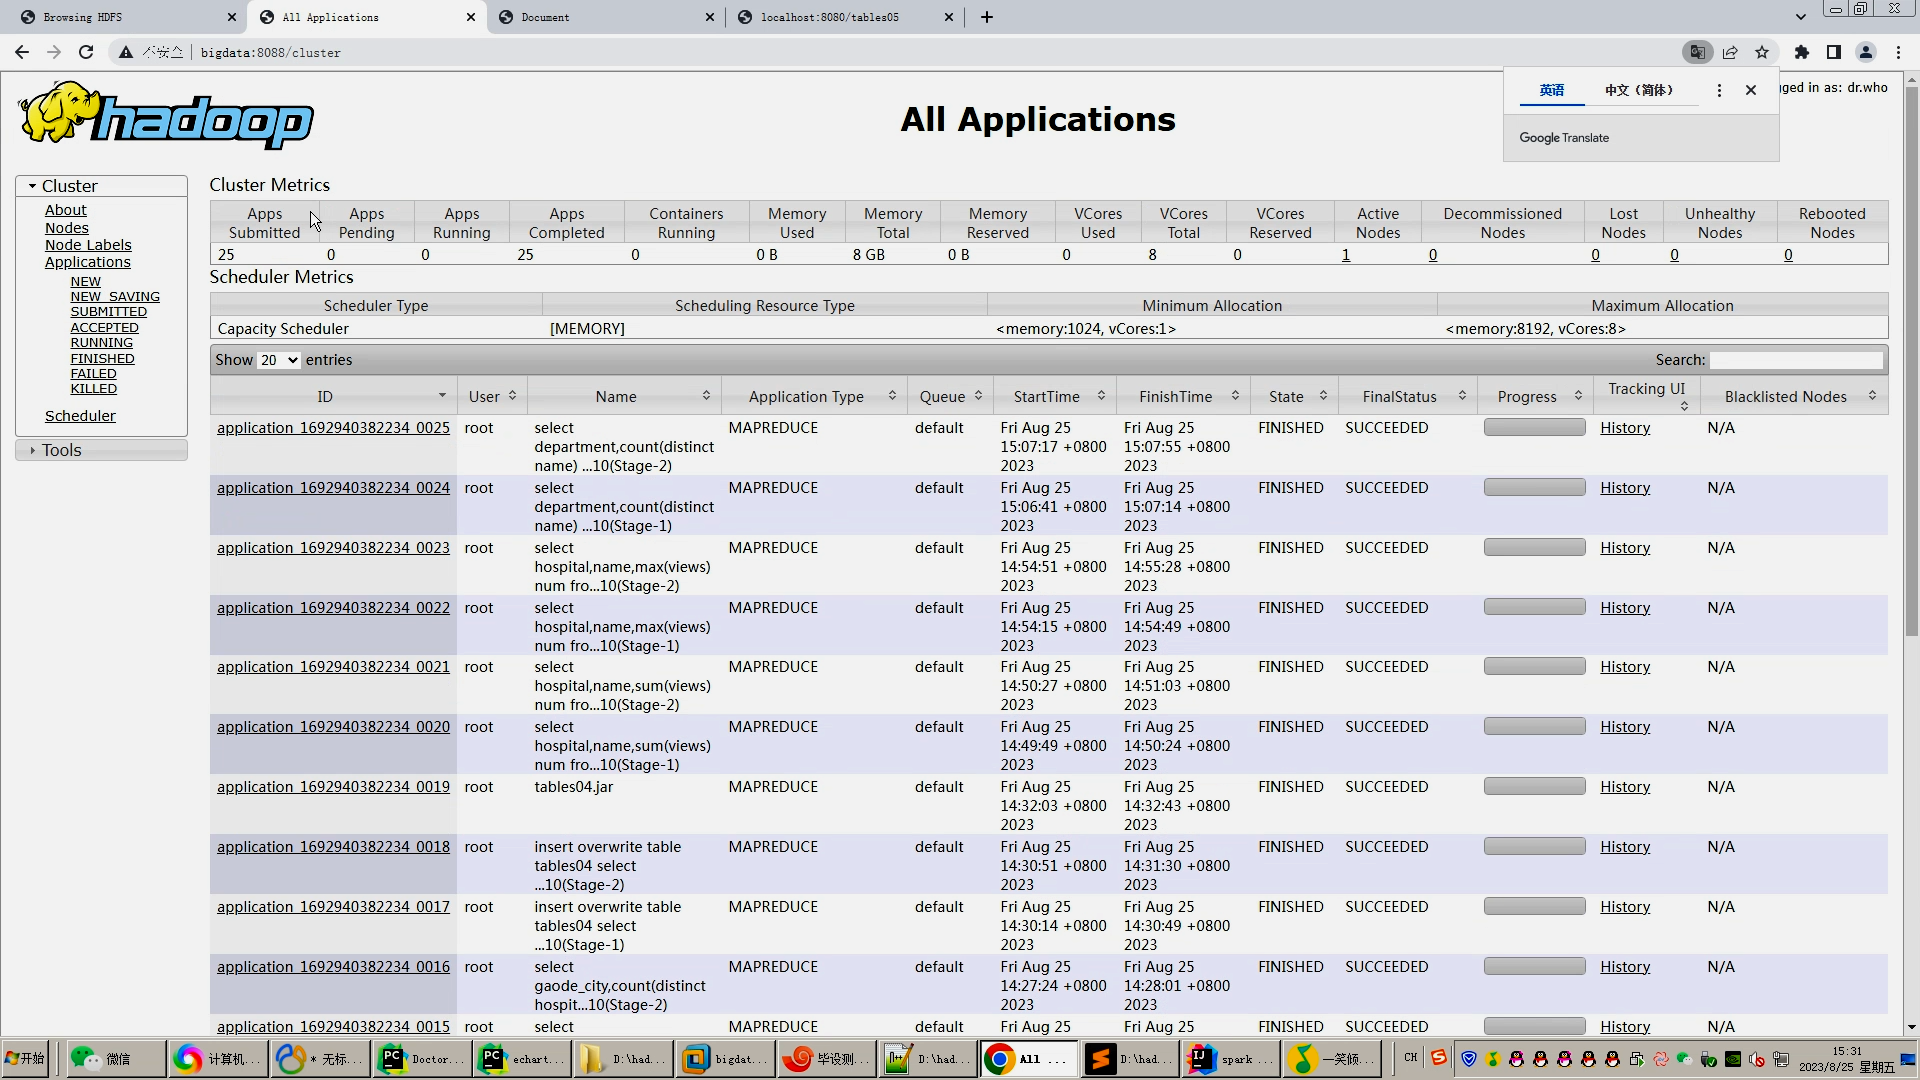 Browsing HDFS
All Applications
Document
localhost:8080/tables05
不安全
bigdata:8088/cluster
英语
中文（简体）
Google Translate
gged in as: dr.who
hadoop
All Applications
Cluster
About
Nodes
Node Labels
Applications
NEW
NEW_SAVING
SUBMITTED
ACCEPTED
RUNNING
FINISHED
FAILED
KILLED
Scheduler
Tools
Cluster Metrics
Apps Submitted Apps Pending Apps Running Apps Completed Containers Running Memory Used Memory Total Memory Reserved VCores Used VCores Total VCores Reserved Active Nodes Decommissioned Nodes Lost Nodes Unhealthy Nodes Rebooted Nodes
25 0 0 25 0 0 B 8 GB 0 B 0 8 0 1 0 0 0 0
Scheduler Metrics
Scheduler Type Scheduling Resource Type Minimum Allocation Maximum Allocation
Capacity Scheduler [MEMORY] <memory:1024, vCores:1> <memory:8192, vCores:8>
Show 20 entries Search:
ID User Name Application Type Queue StartTime FinishTime State FinalStatus Progress Tracking UI Blacklisted Nodes
application_1692940382234_0025 root select MAPREDUCE default Fri Aug 25 Fri Aug 25 FINISHED SUCCEEDED History N/A
department,count(distinct 15:07:17 +0800 15:07:55 +0800
name) ...10(Stage-2) 2023 2023
application_1692940382234_0024 root select MAPREDUCE default Fri Aug 25 Fri Aug 25 FINISHED SUCCEEDED History N/A
department,count(distinct 15:06:41 +0800 15:07:14 +0800
name) ...10(Stage-1) 2023 2023
application_1692940382234_0023 root select MAPREDUCE default Fri Aug 25 Fri Aug 25 FINISHED SUCCEEDED History N/A
hospital,name,max(views) 14:54:51 +0800 14:55:28 +0800
num fro...10(Stage-2) 2023 2023
application_1692940382234_0022 root select MAPREDUCE default Fri Aug 25 Fri Aug 25 FINISHED SUCCEEDED History N/A
hospital,name,max(views) 14:54:15 +0800 14:54:49 +0800
num fro...10(Stage-1) 2023 2023
application_1692940382234_0021 root select MAPREDUCE default Fri Aug 25 Fri Aug 25 FINISHED SUCCEEDED History N/A
hospital,name,sum(views) 14:50:27 +0800 14:51:03 +0800
num fro...10(Stage-2) 2023 2023
application_1692940382234_0020 root select MAPREDUCE default Fri Aug 25 Fri Aug 25 FINISHED SUCCEEDED History N/A
hospital,name,sum(views) 14:49:49 +0800 14:50:24 +0800
num fro...10(Stage-1) 2023 2023
application_1692940382234_0019 root tables04.jar MAPREDUCE default Fri Aug 25 Fri Aug 25 FINISHED SUCCEEDED History N/A
14:32:03 +0800 14:32:43 +0800
2023 2023
application_1692940382234_0018 root insert overwrite table MAPREDUCE default Fri Aug 25 Fri Aug 25 FINISHED SUCCEEDED History N/A
tables04 select 14:30:51 +0800 14:31:30 +0800
...10(Stage-2) 2023 2023
application_1692940382234_0017 root insert overwrite table MAPREDUCE default Fri Aug 25 Fri Aug 25 FINISHED SUCCEEDED History N/A
tables04 select 14:30:14 +0800 14:30:49 +0800
...10(Stage-1) 2023 2023
application_1692940382234_0016 root select MAPREDUCE default Fri Aug 25 Fri Aug 25 FINISHED SUCCEEDED History N/A
gaode_city,count(distinct 14:27:24 +0800 14:28:01 +0800
hospit...10(Stage-2) 2023 2023
application_1692940382234_0015 root select MAPREDUCE default Fri Aug 25 Fri Aug 25 FINISHED SUCCEEDED History N/A
开始 微信 计算机... * 无标... Doctor... echart... D:\had... bigdat... 毕设测... D:\had... All ... D:\had... spark ... 一笑倾... CH
15:31
2023/8/25 星期五